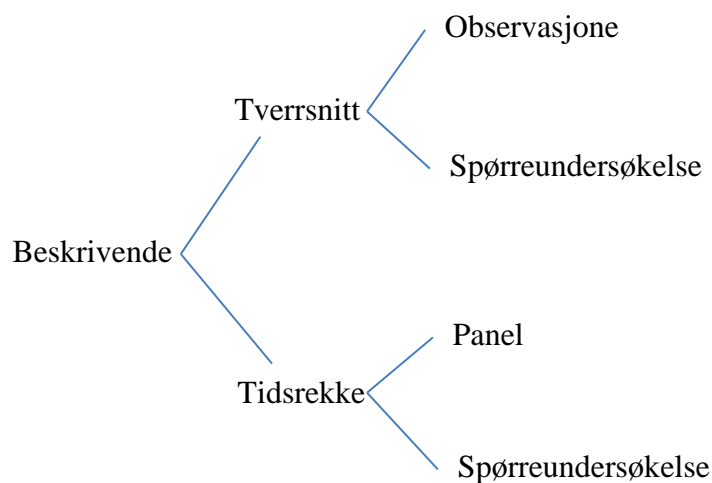 Observasjone
Tverrsnitt
Spørreundersøkelse
Beskrivende
Panel
Tidsrekke
Spørreundersøkelse